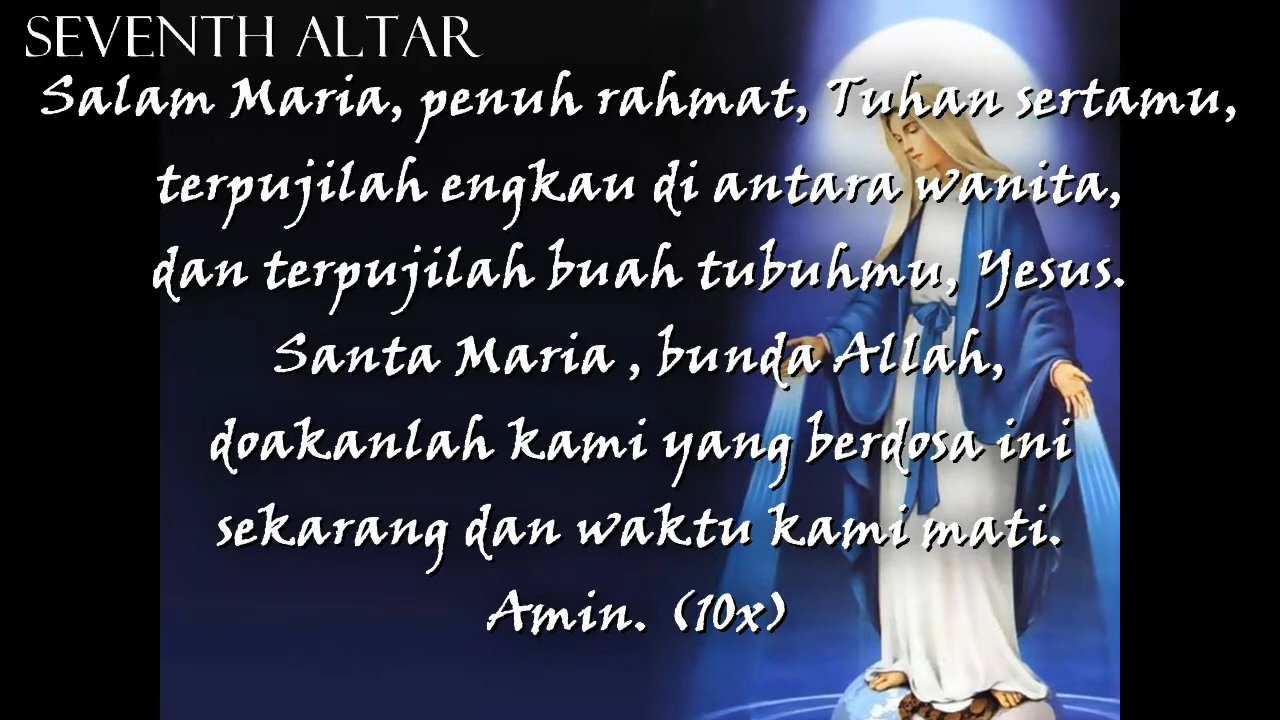 SEVENTH ALTAR
Salam Maria, penuh rahmat, Tuhan sertamu,
terpujilah engkau di antara wanita,
dan terpujilah buah tubuhmu, Yesus.
Santa Maria , bunda Allah,
doakanlah kami yang berdosa ini
sekarang dan waktu kami mati.
Amin. (10x)